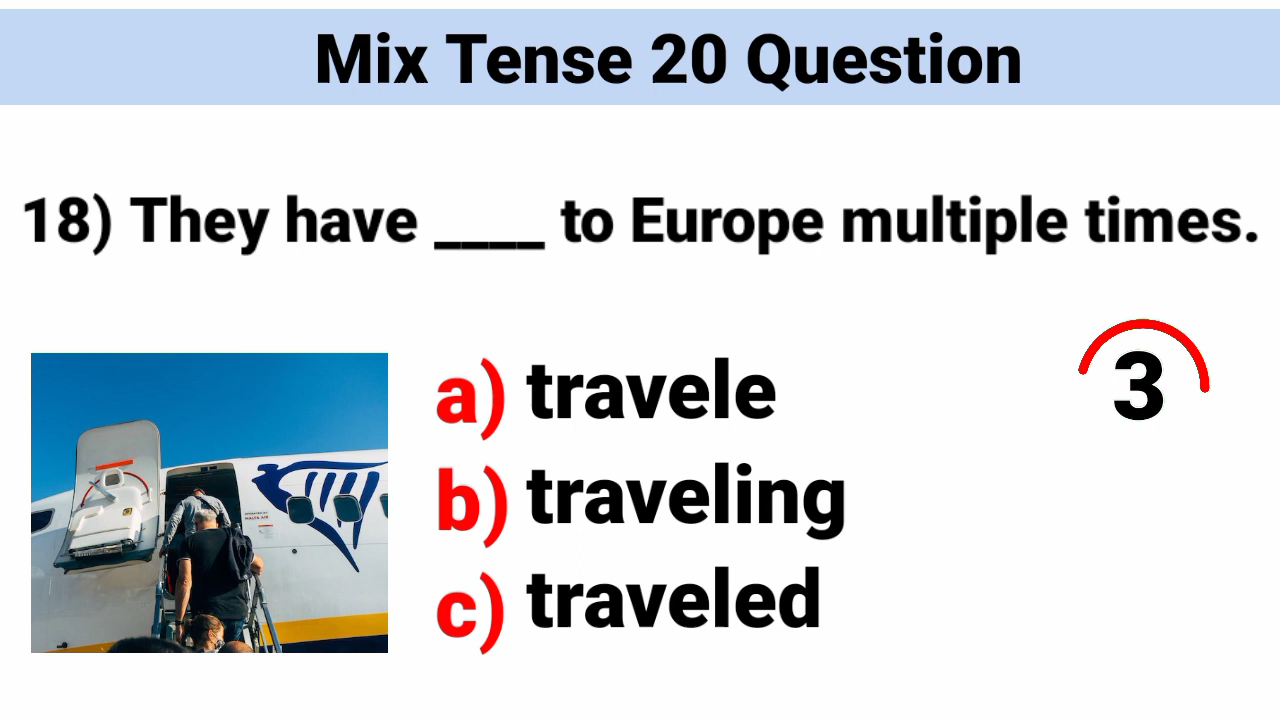 Mix Tense 20 Question
18) They have ____ to Europe multiple times.
a) travele
3
b) traveling
c) traveled